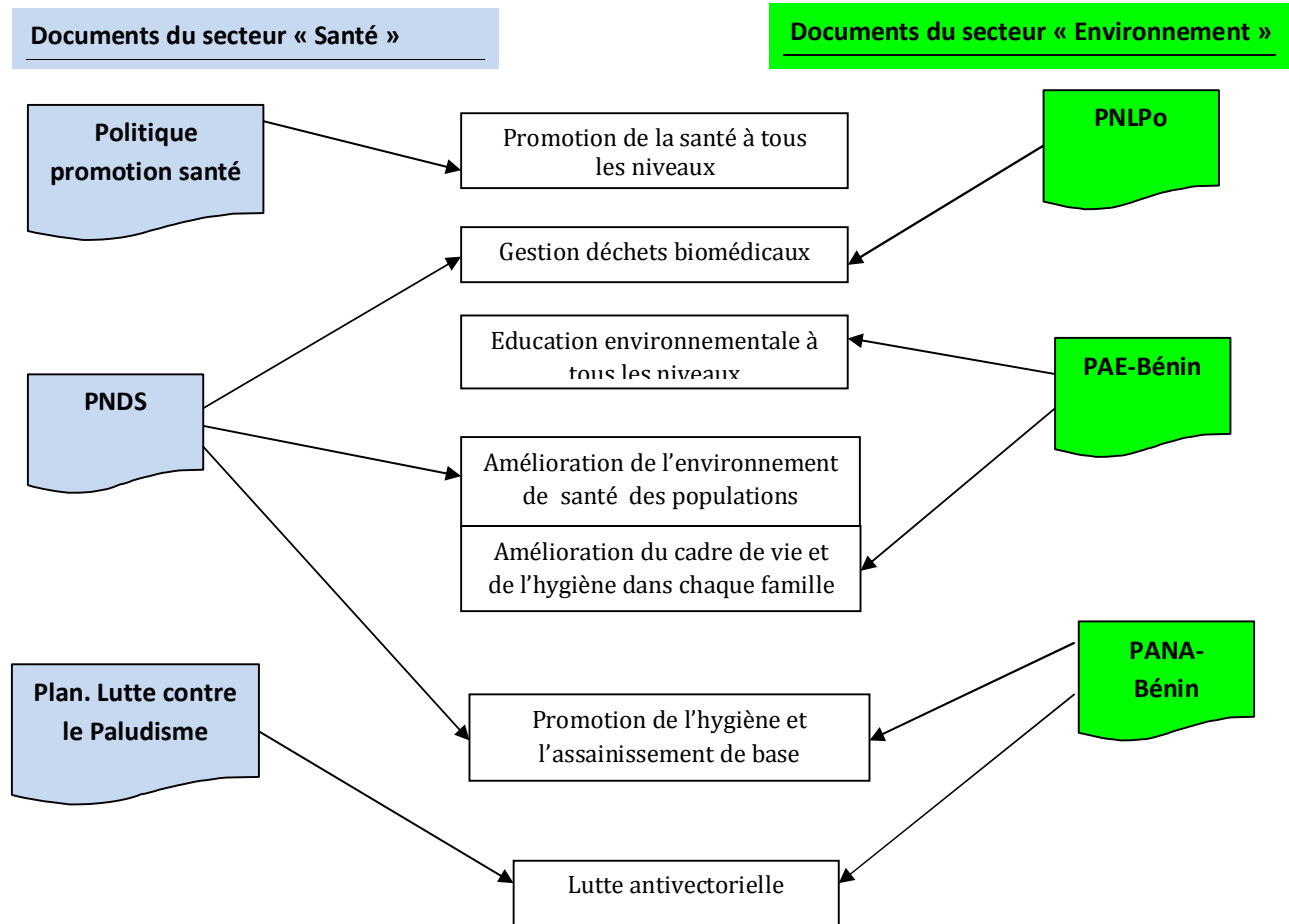 Documents du secteur « Santé »
Documents du secteur « Environnement »
Politique
promotion santé
Promotion de la santé à tous
les niveaux
PNLPo
Gestion déchets biomédicaux
Education environnementale à
tous les niveaux
PNDS
PAE-Bénin
Amélioration de l’environnement
de santé des populations
Amélioration du cadre de vie et
de l’hygiène dans chaque famille
Plan. Lutte contre
le Paludisme
PANA-
Bénin
Promotion de l’hygiène et
l’assainissement de base
Lutte antivectorielle